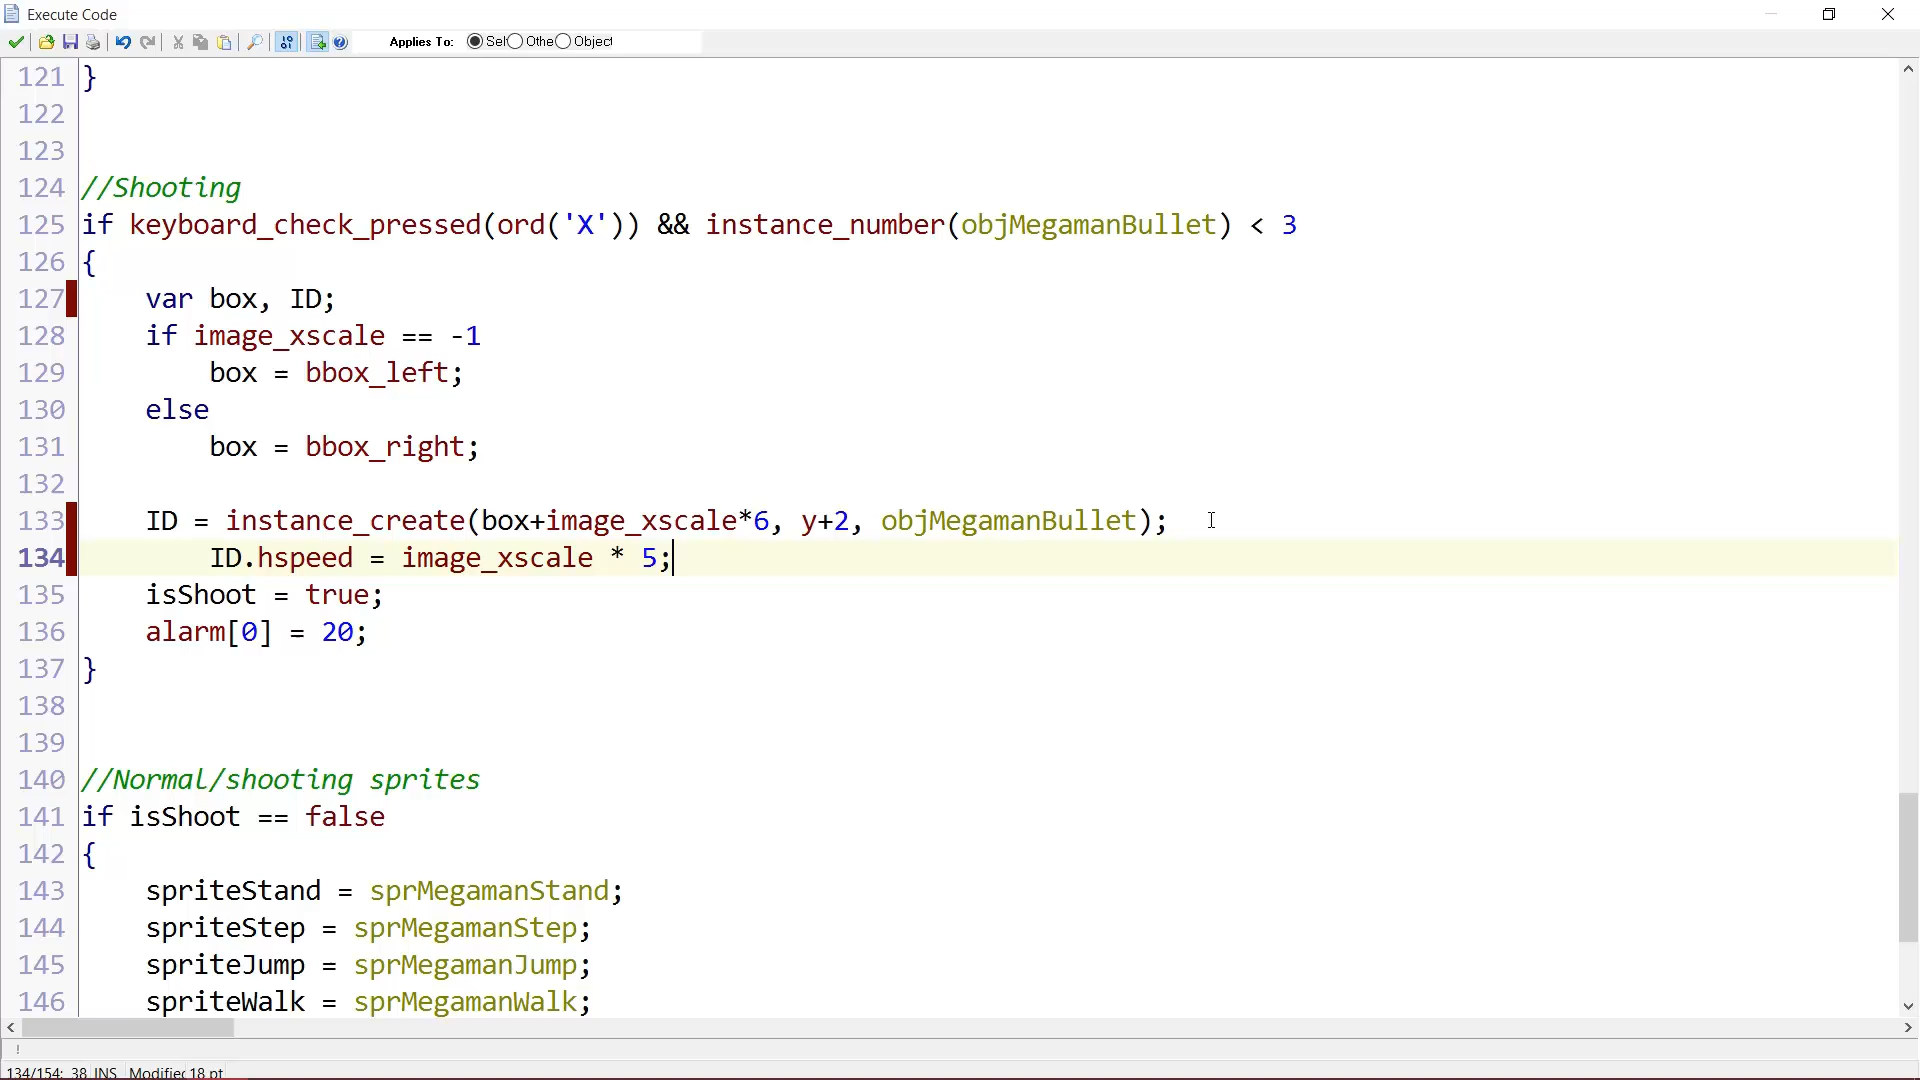 Execute Code
Applies To: Sel Othe Object
121 }
122
123
124 //Shooting
125 if keyboard_check_pressed(ord('X')) && instance_number(objMegamanBullet) < 3
126 {
127 var box, ID;
128 if image_xscale == -1
129 box = bbox_left;
130 else
131 box = bbox_right;
132
133 ID = instance_create(box+image_xscale*6, y+2, objMegamanBullet);
134 ID.hspeed = image_xscale * 5;
135 isShoot = true;
136 alarm[0] = 20;
137 }
138
139
140 //Normal/shooting sprites
141 if isShoot == false
142 {
143 spriteStand = sprMegamanStand;
144 spriteStep = sprMegamanStep;
145 spriteJump = sprMegamanJump;
146 spriteWalk = sprMegamanWalk;
!
134/154: 38 INS Modified 18 pt